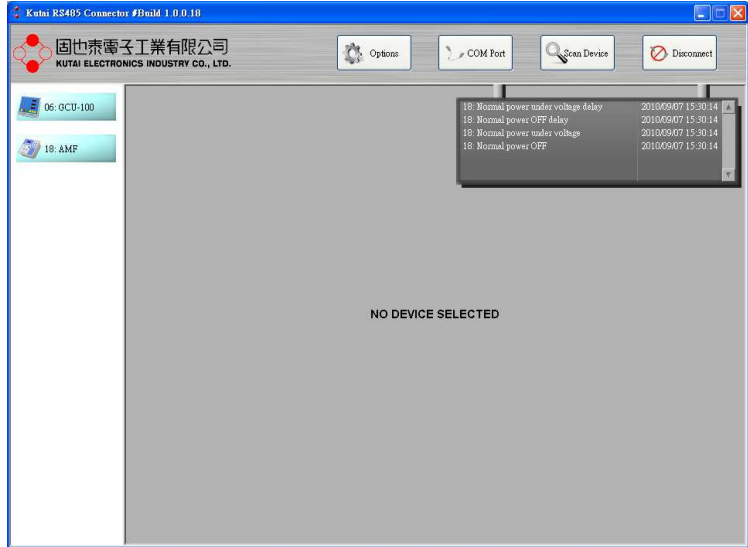 Kutai RS485 Connector #Build 1.0.0.18
固也泰電子工業有限公司
KUTAI ELECTRONICS INDUSTRY CO., LTD.
Options
COM Port
Scan Device
Disconnect
06: GCU-100
18: AMF
18: Normal power under voltage delay 2010/09/07 15:30:14
18: Normal power OFF delay 2010/09/07 15:30:14
18: Normal power under voltage 2010/09/07 15:30:14
18: Normal power OFF 2010/09/07 15:30:14
NO DEVICE SELECTED